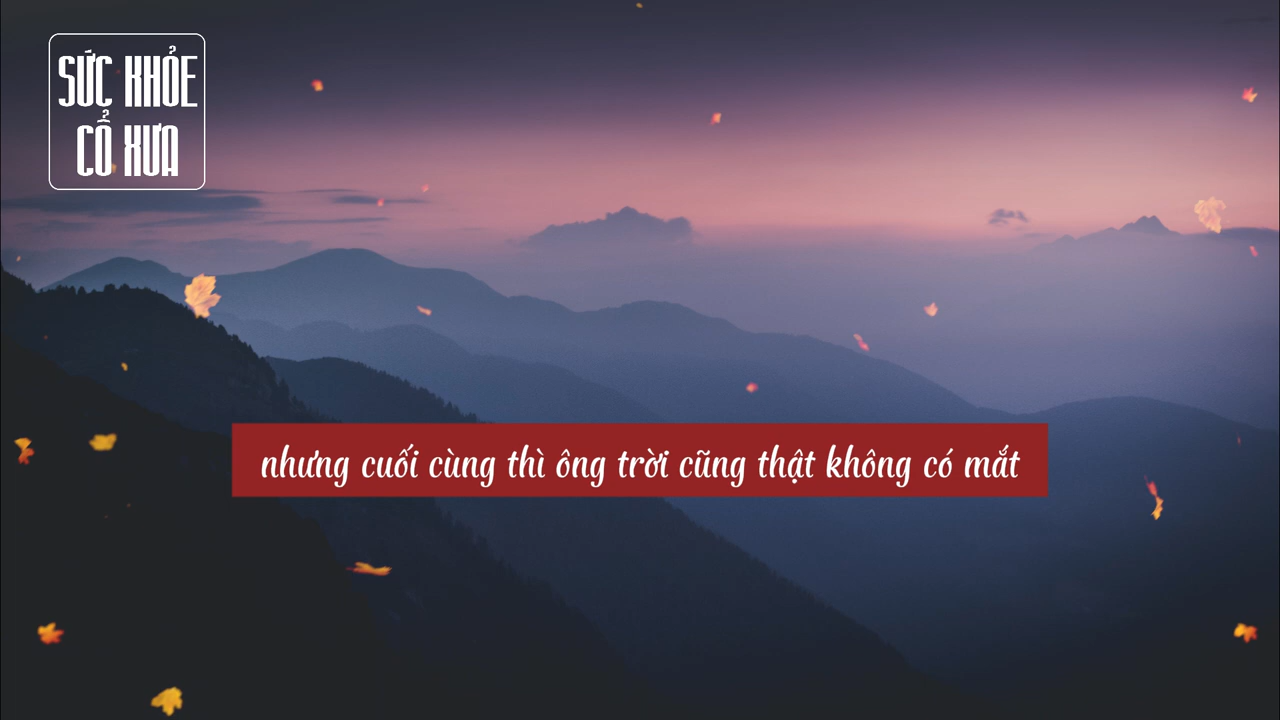 SỨC KHỎE
CỔ XƯA
nhưng cuối cùng thì ông trời cũng thật không có mắt